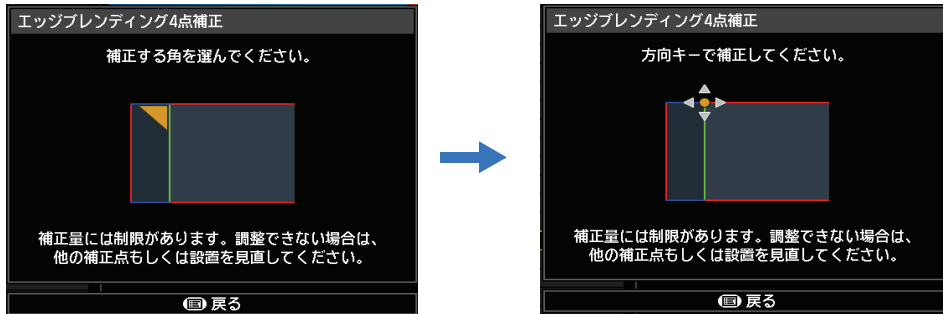 エッジブレンディング4点補正
補正する角を選んでください。
補正量には制限があります。調整できない場合は、
他の補正点もしくは設置を見直してください。
戻る
エッジブレンディング4点補正
方向キーで補正してください。
補正量には制限があります。調整できない場合は、
他の補正点もしくは設置を見直してください。
戻る